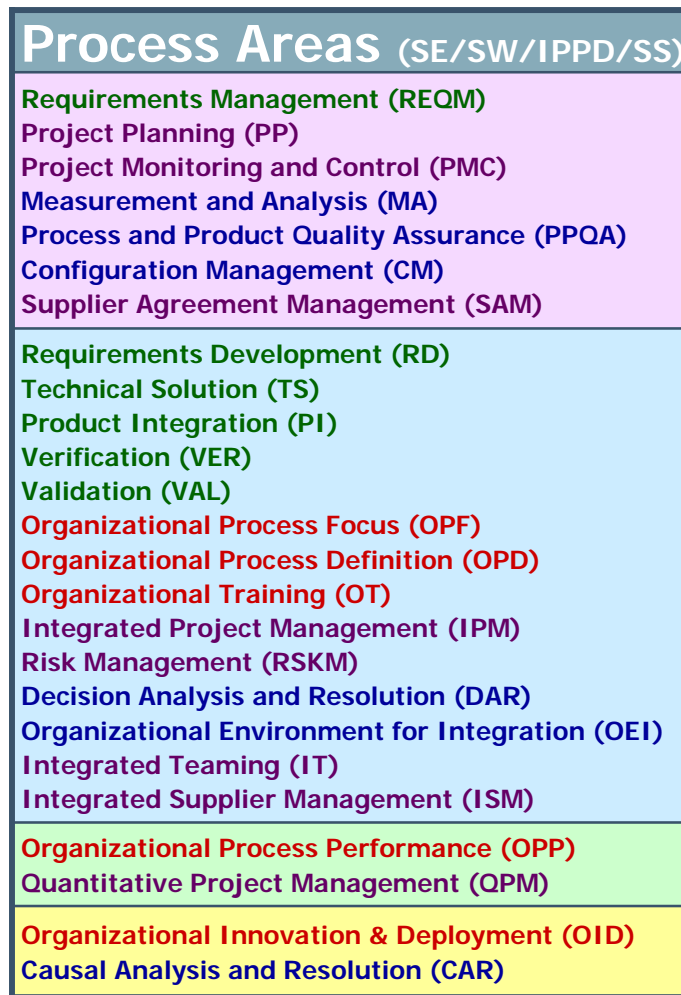 Process Areas (SE/SW/IPPD/SS)
Requirements Management (REQM)
Project Planning (PP)
Project Monitoring and Control (PMC)
Measurement and Analysis (MA)
Process and Product Quality Assurance (PPQA)
Configuration Management (CM)
Supplier Agreement Management (SAM)
Requirements Development (RD)
Technical Solution (TS)
Product Integration (PI)
Verification (VER)
Validation (VAL)
Organizational Process Focus (OPF)
Organizational Process Definition (OPD)
Organizational Training (OT)
Integrated Project Management (IPM)
Risk Management (RSKM)
Decision Analysis and Resolution (DAR)
Organizational Environment for Integration (OEI)
Integrated Teaming (IT)
Integrated Supplier Management (ISM)
Organizational Process Performance (OPP)
Quantitative Project Management (QPM)
Organizational Innovation & Deployment (OID)
Causal Analysis and Resolution (CAR)